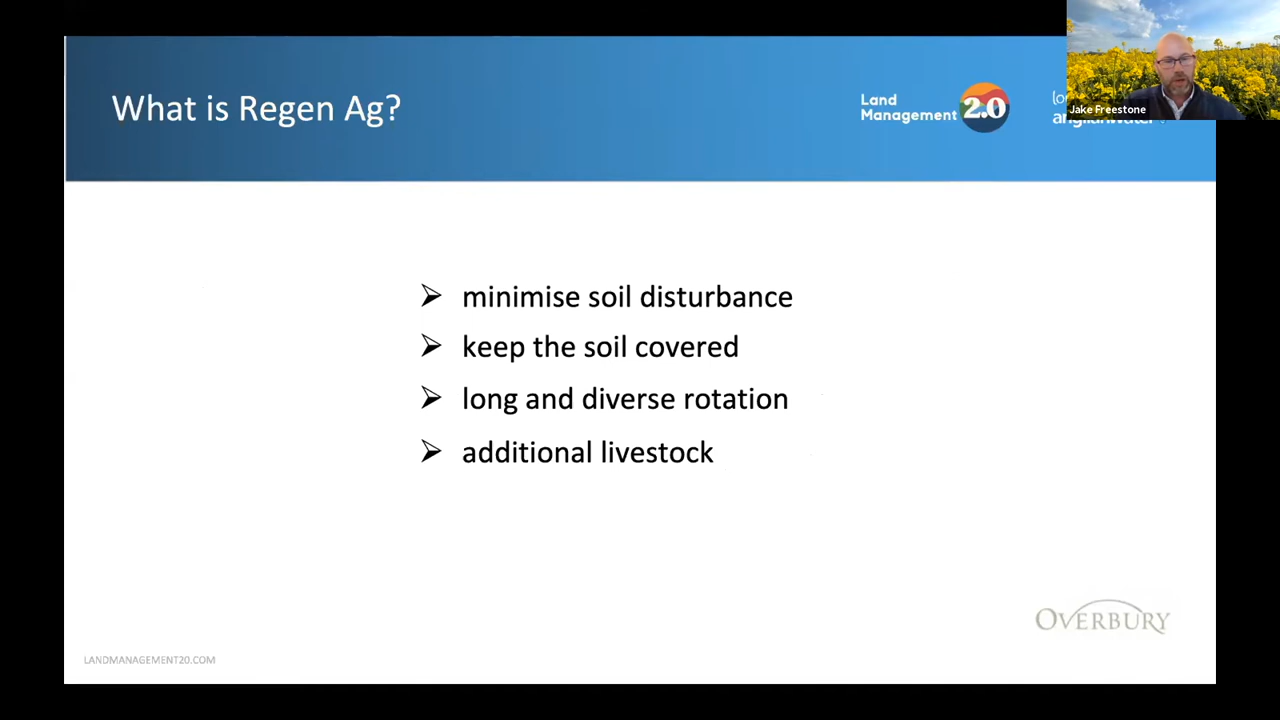 What is Regen Ag?
Land
Management
2.0
Jake Freestone
➢ minimise soil disturbance
➢ keep the soil covered
➢ long and diverse rotation
➢ additional livestock
OVERBURY
LANDMANAGEMENT20.COM